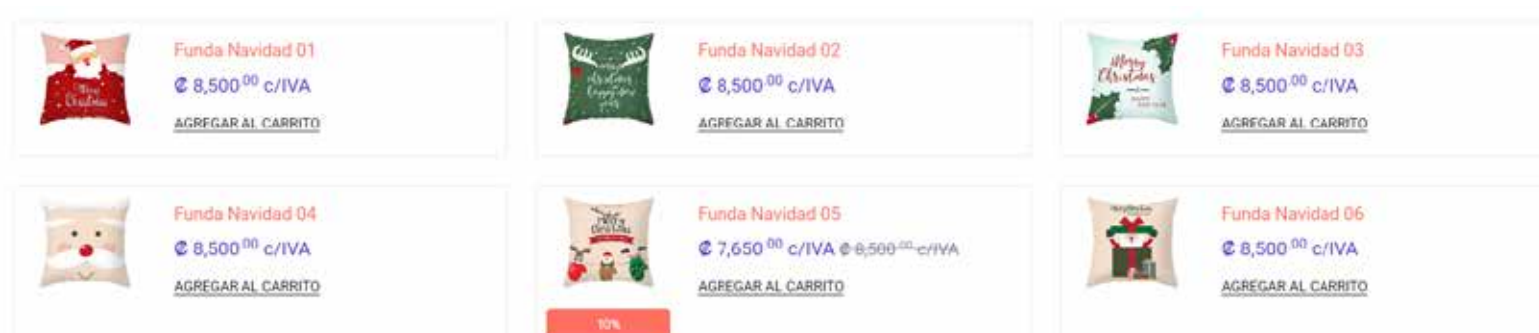 Funda Navidad 01
₡ 8,500.00 c/IVA
AGREGAR AL CARRITO
Funda Navidad 02
₡ 8,500.00 c/IVA
AGREGAR AL CARRITO
Merry
Christmas
Funda Navidad 03
₡ 8,500.00 c/IVA
AGREGAR AL CARRITO
Funda Navidad 04
₡ 8,500.00 c/IVA
AGREGAR AL CARRITO
Funda Navidad 05
₡ 7,650.00 c/IVA ₡ 8,500.00 c/IVA
AGREGAR AL CARRITO
10%
Funda Navidad 06
₡ 8,500.00 c/IVA
AGREGAR AL CARRITO